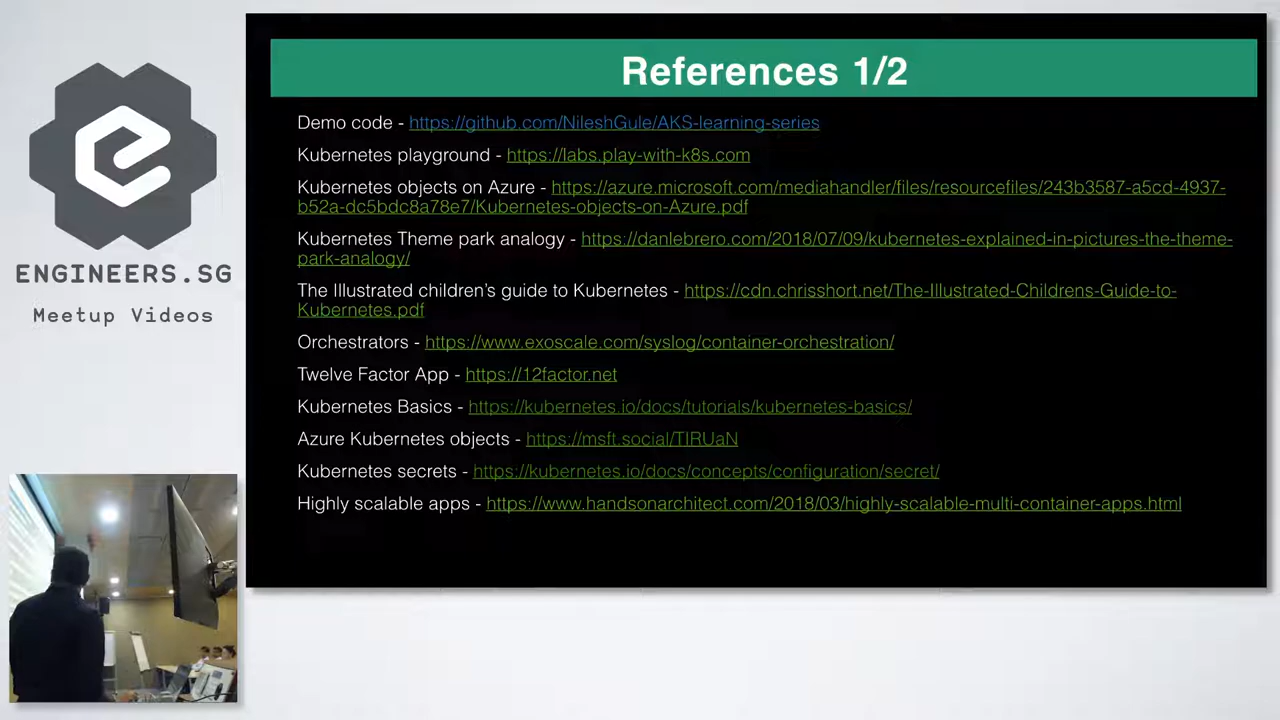 References 1/2
Demo code - https://github.com/NileshGule/AKS-learning-series
Kubernetes playground - https://labs.play-with-k8s.com
Kubernetes objects on Azure - https://azure.microsoft.com/mediahandler/files/resourcefiles/243b3587-a5cd-4937-
b52a-dc5bdc8a78e7/Kubernetes-objects-on-Azure.pdf
Kubernetes Theme park analogy - https://danlebrero.com/2018/07/09/kubernetes-explained-in-pictures-the-theme-
park-analogy/
The Illustrated children's guide to Kubernetes - https://cdn.chrisshort.net/The-Illustrated-Childrens-Guide-to-
Kubernetes.pdf
Orchestrators - https://www.exoscale.com/syslog/container-orchestration/
Twelve Factor App - https://12factor.net
Kubernetes Basics - https://kubernetes.io/docs/tutorials/kubernetes-basics/
Azure Kubernetes objects - https://msft.social/TIRUaN
Kubernetes secrets - https://kubernetes.io/docs/concepts/configuration/secret/
Highly scalable apps - https://www.handsonarchitect.com/2018/03/highly-scalable-multi-container-apps.html
ENGINEERS.SG
Meetup Videos